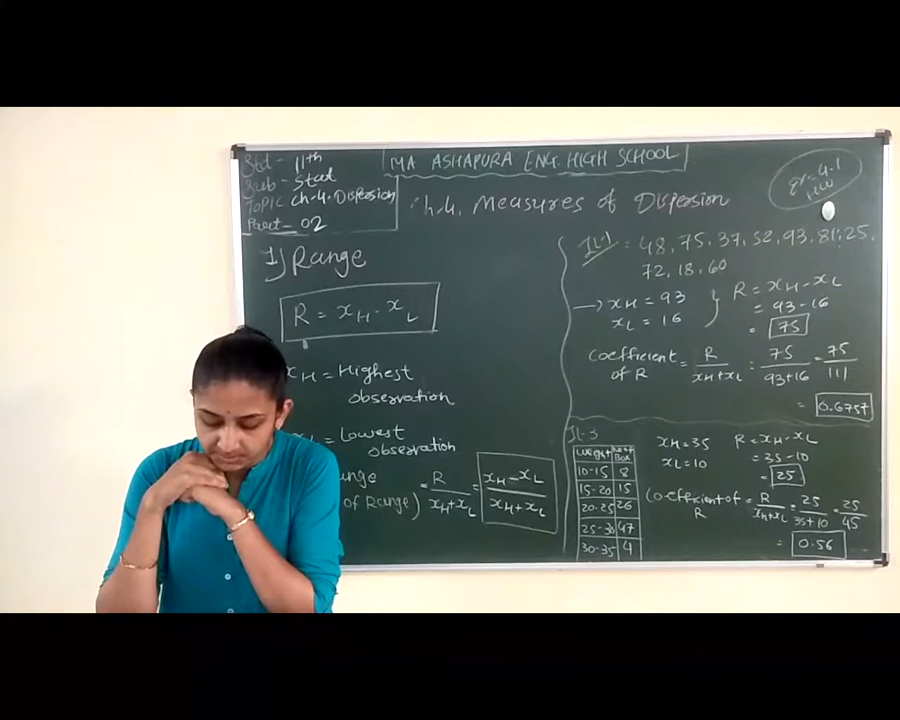 Std - 11th
Sub - Stat
Topic Ch-4. Dispersion
Part - 02
MA ASHAPURA ENG. HIGH SCHOOL
Ch-4. Measures of Dispersion
Ex-4.1
H.W
1) Range
R = xH - xL
xH = Highest
observation
= Lowest
observation
of Range) = R / xH + xL = xH - xL / xH + xL
IL-1 : 48, 75, 37, 52, 93, 81, 25,
72, 18, 60
→ xH = 93
xL = 16
R = xH - xL
= 93 - 16
= 75
Coefficient of R = R / xH + xL = 75 / 93 + 16 = 75 / 111
= 0.6757
IL-3
10-15 8
15-20 15
20-25 26
25-30 47
30-35 4
xH = 35
xL = 10
R = xH - xL
= 35 - 10
= 25
Coefficient of R = R / xH + xL = 25 / 35 + 10 = 25 / 45
= 0.56